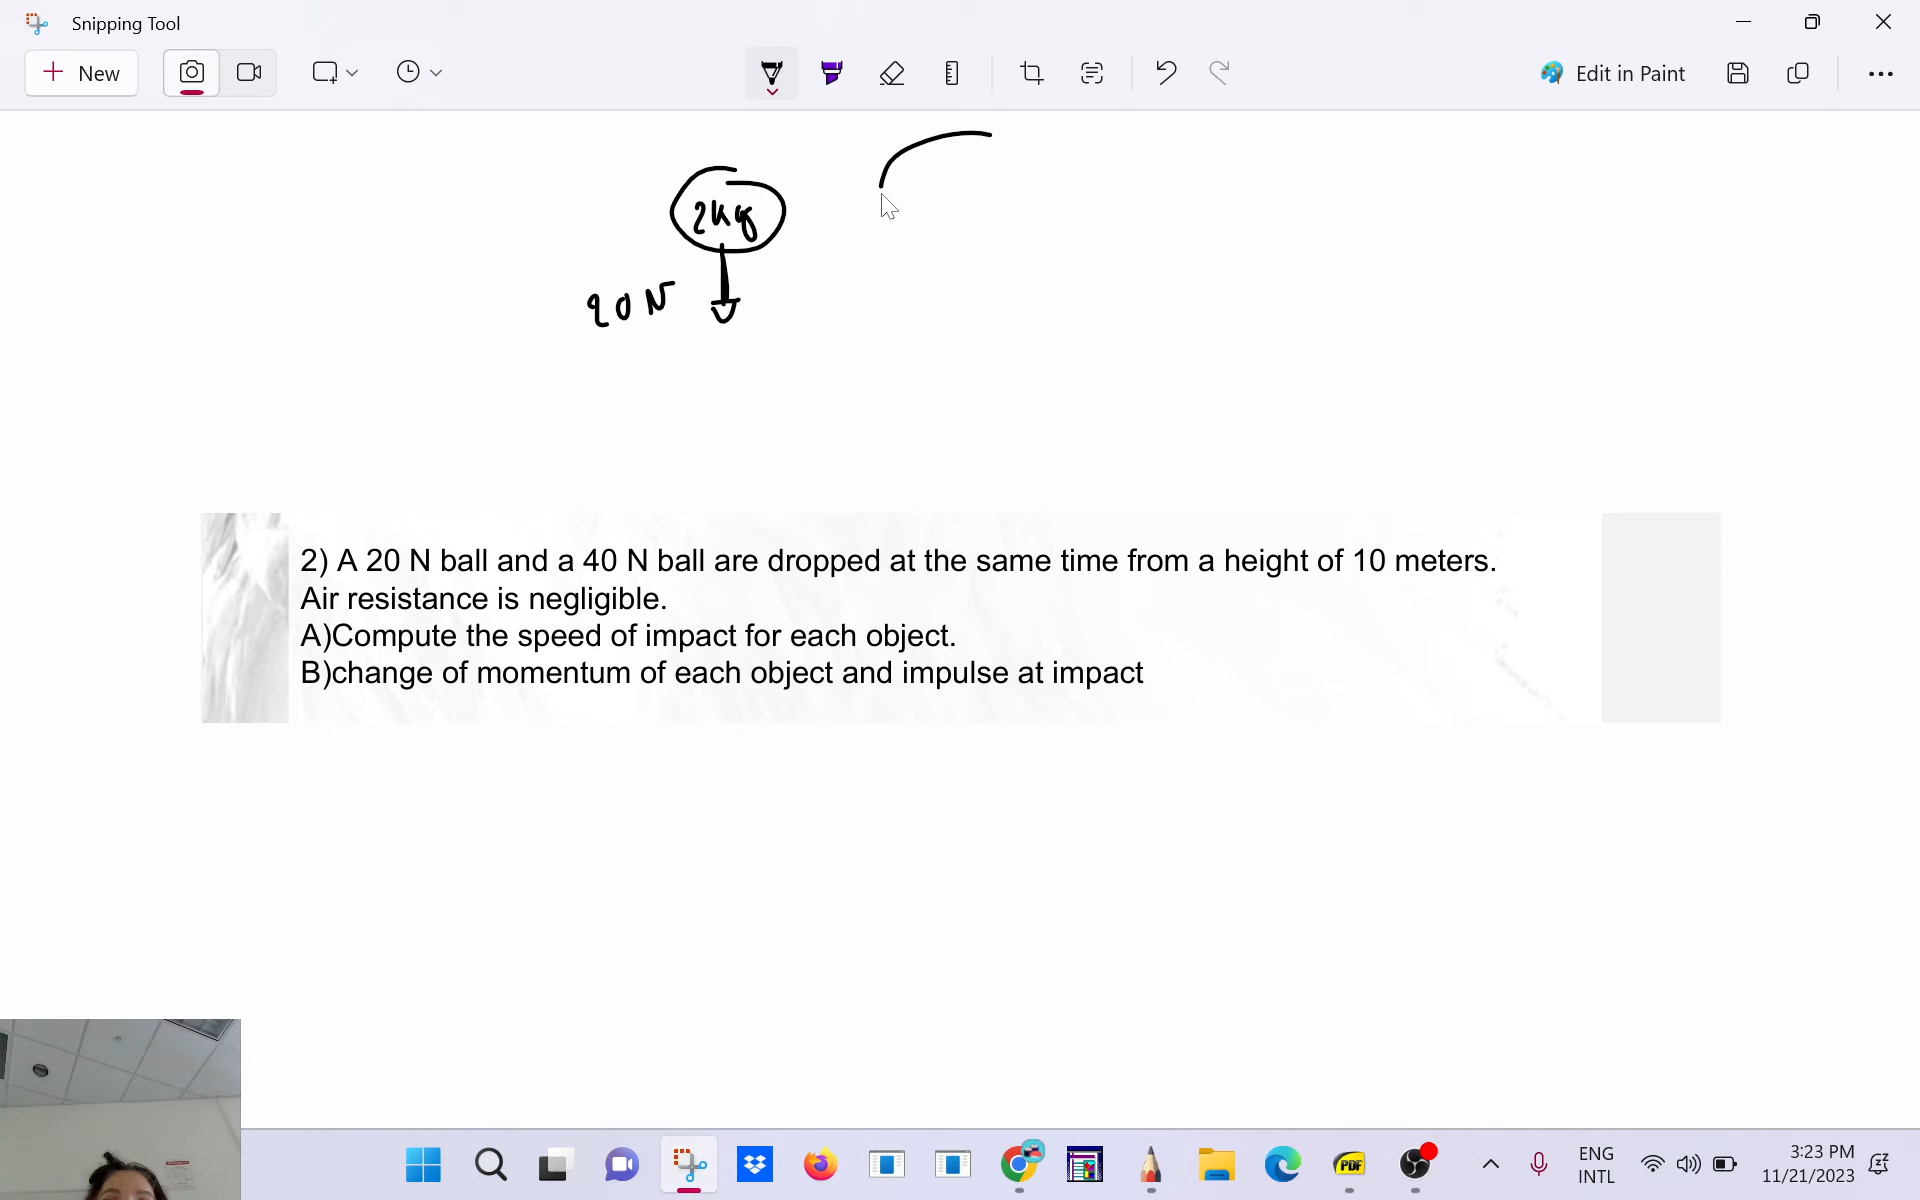 Snipping Tool
New
Edit in Paint
2kg
20 N
2) A 20 N ball and a 40 N ball are dropped at the same time from a height of 10 meters.
Air resistance is negligible.
A)Compute the speed of impact for each object.
B)change of momentum of each object and impulse at impact
PDF
ENG
INTL
3:23 PM
11/21/2023